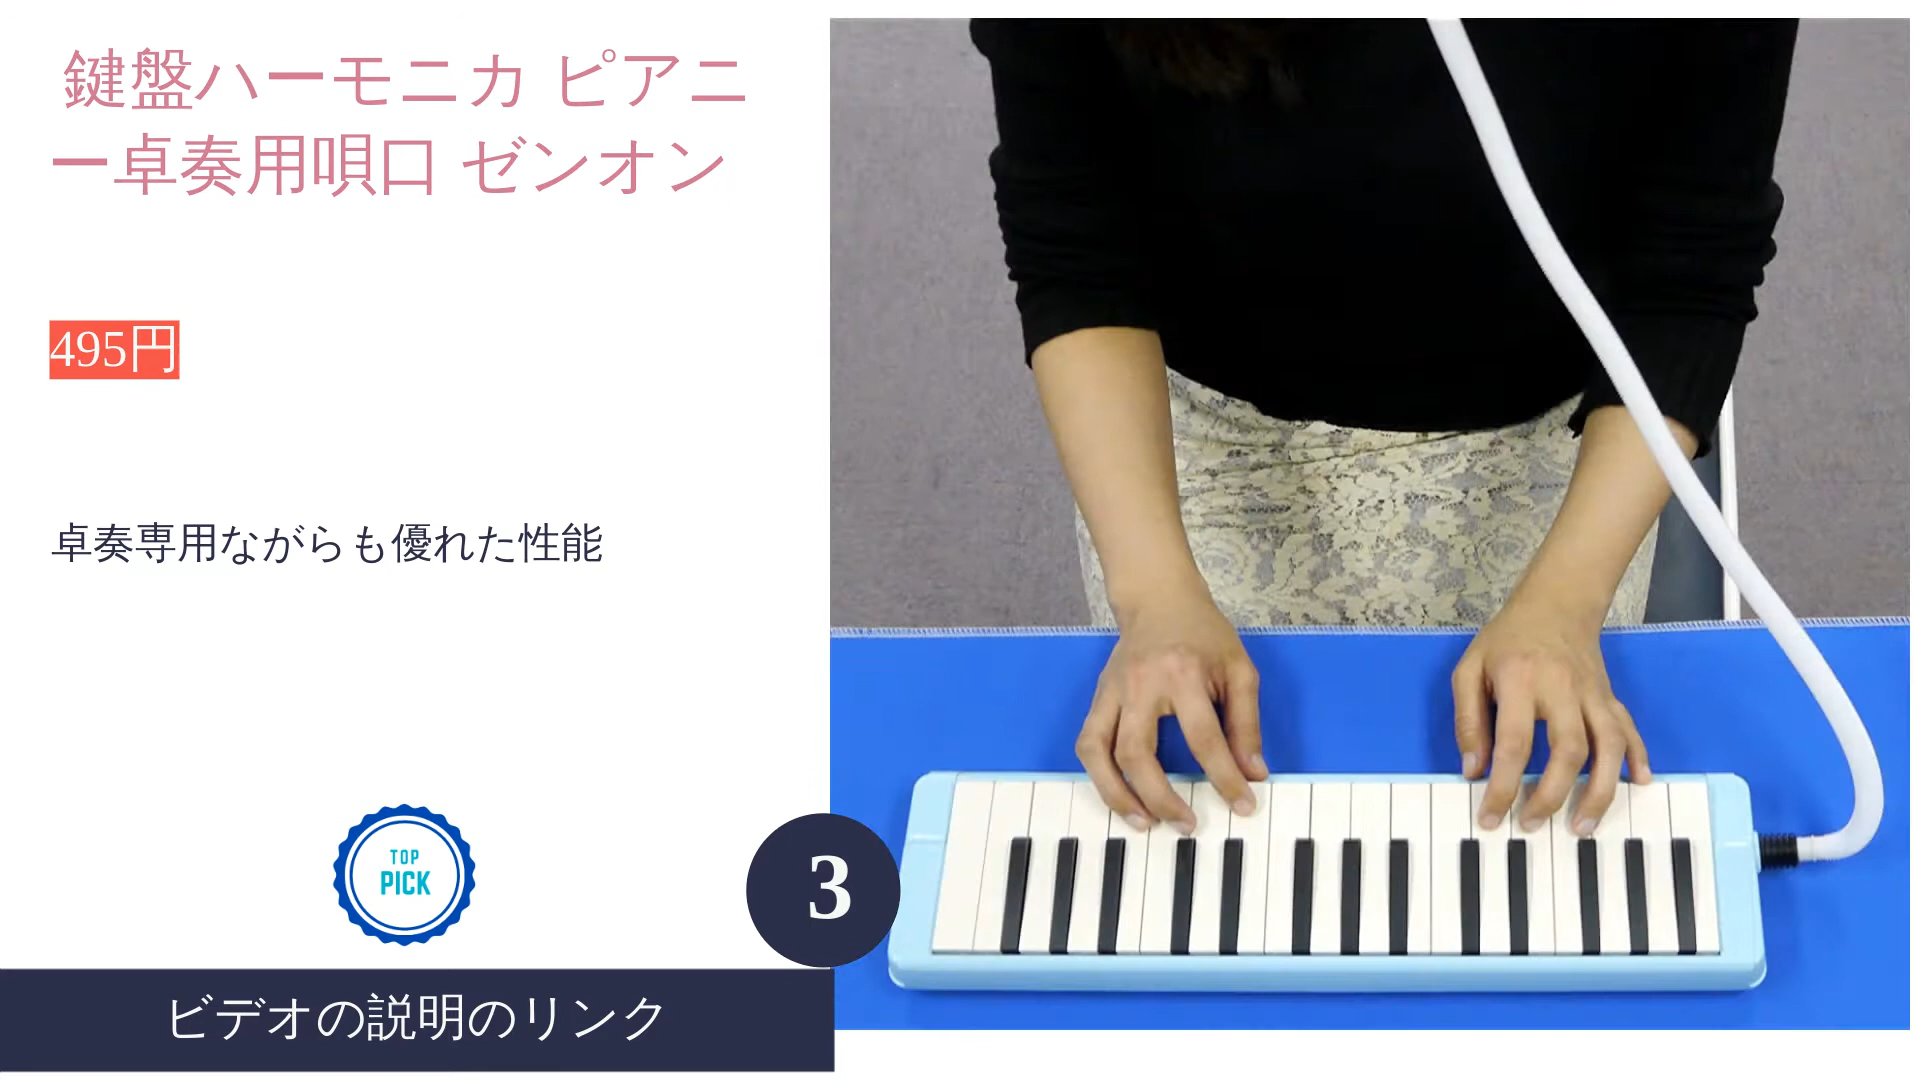 鍵盤ハーモニカ ピアニ
ー卓奏用唄口 ゼンオン
495円
卓奏専用ながらも優れた性能
TOP
PICK
3
ビデオの説明のリンク